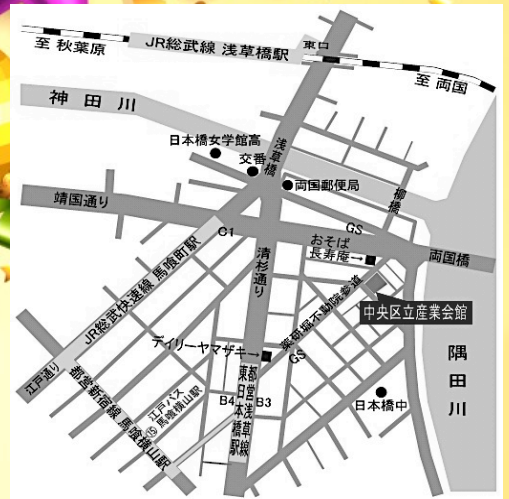 至 秋葉原
JR総武線 浅草橋駅
東口
至 両国
神田川
日本橋女学館高
交番
浅草橋
両国郵便局
柳橋
靖国通り
C1
GS
両国橋
おそば
長寿庵→
清杉通り
JR総武快速線 馬喰町駅
薬研堀不動院参道
中央区立産業会館
デイリーヤマザキ→
GS
隅田川
江戸通り
都営新宿線 馬喰横山駅
江戸バス
⑮ 馬喰横山駅
B4
B3
都営浅草線
東日本橋駅
日本橋中